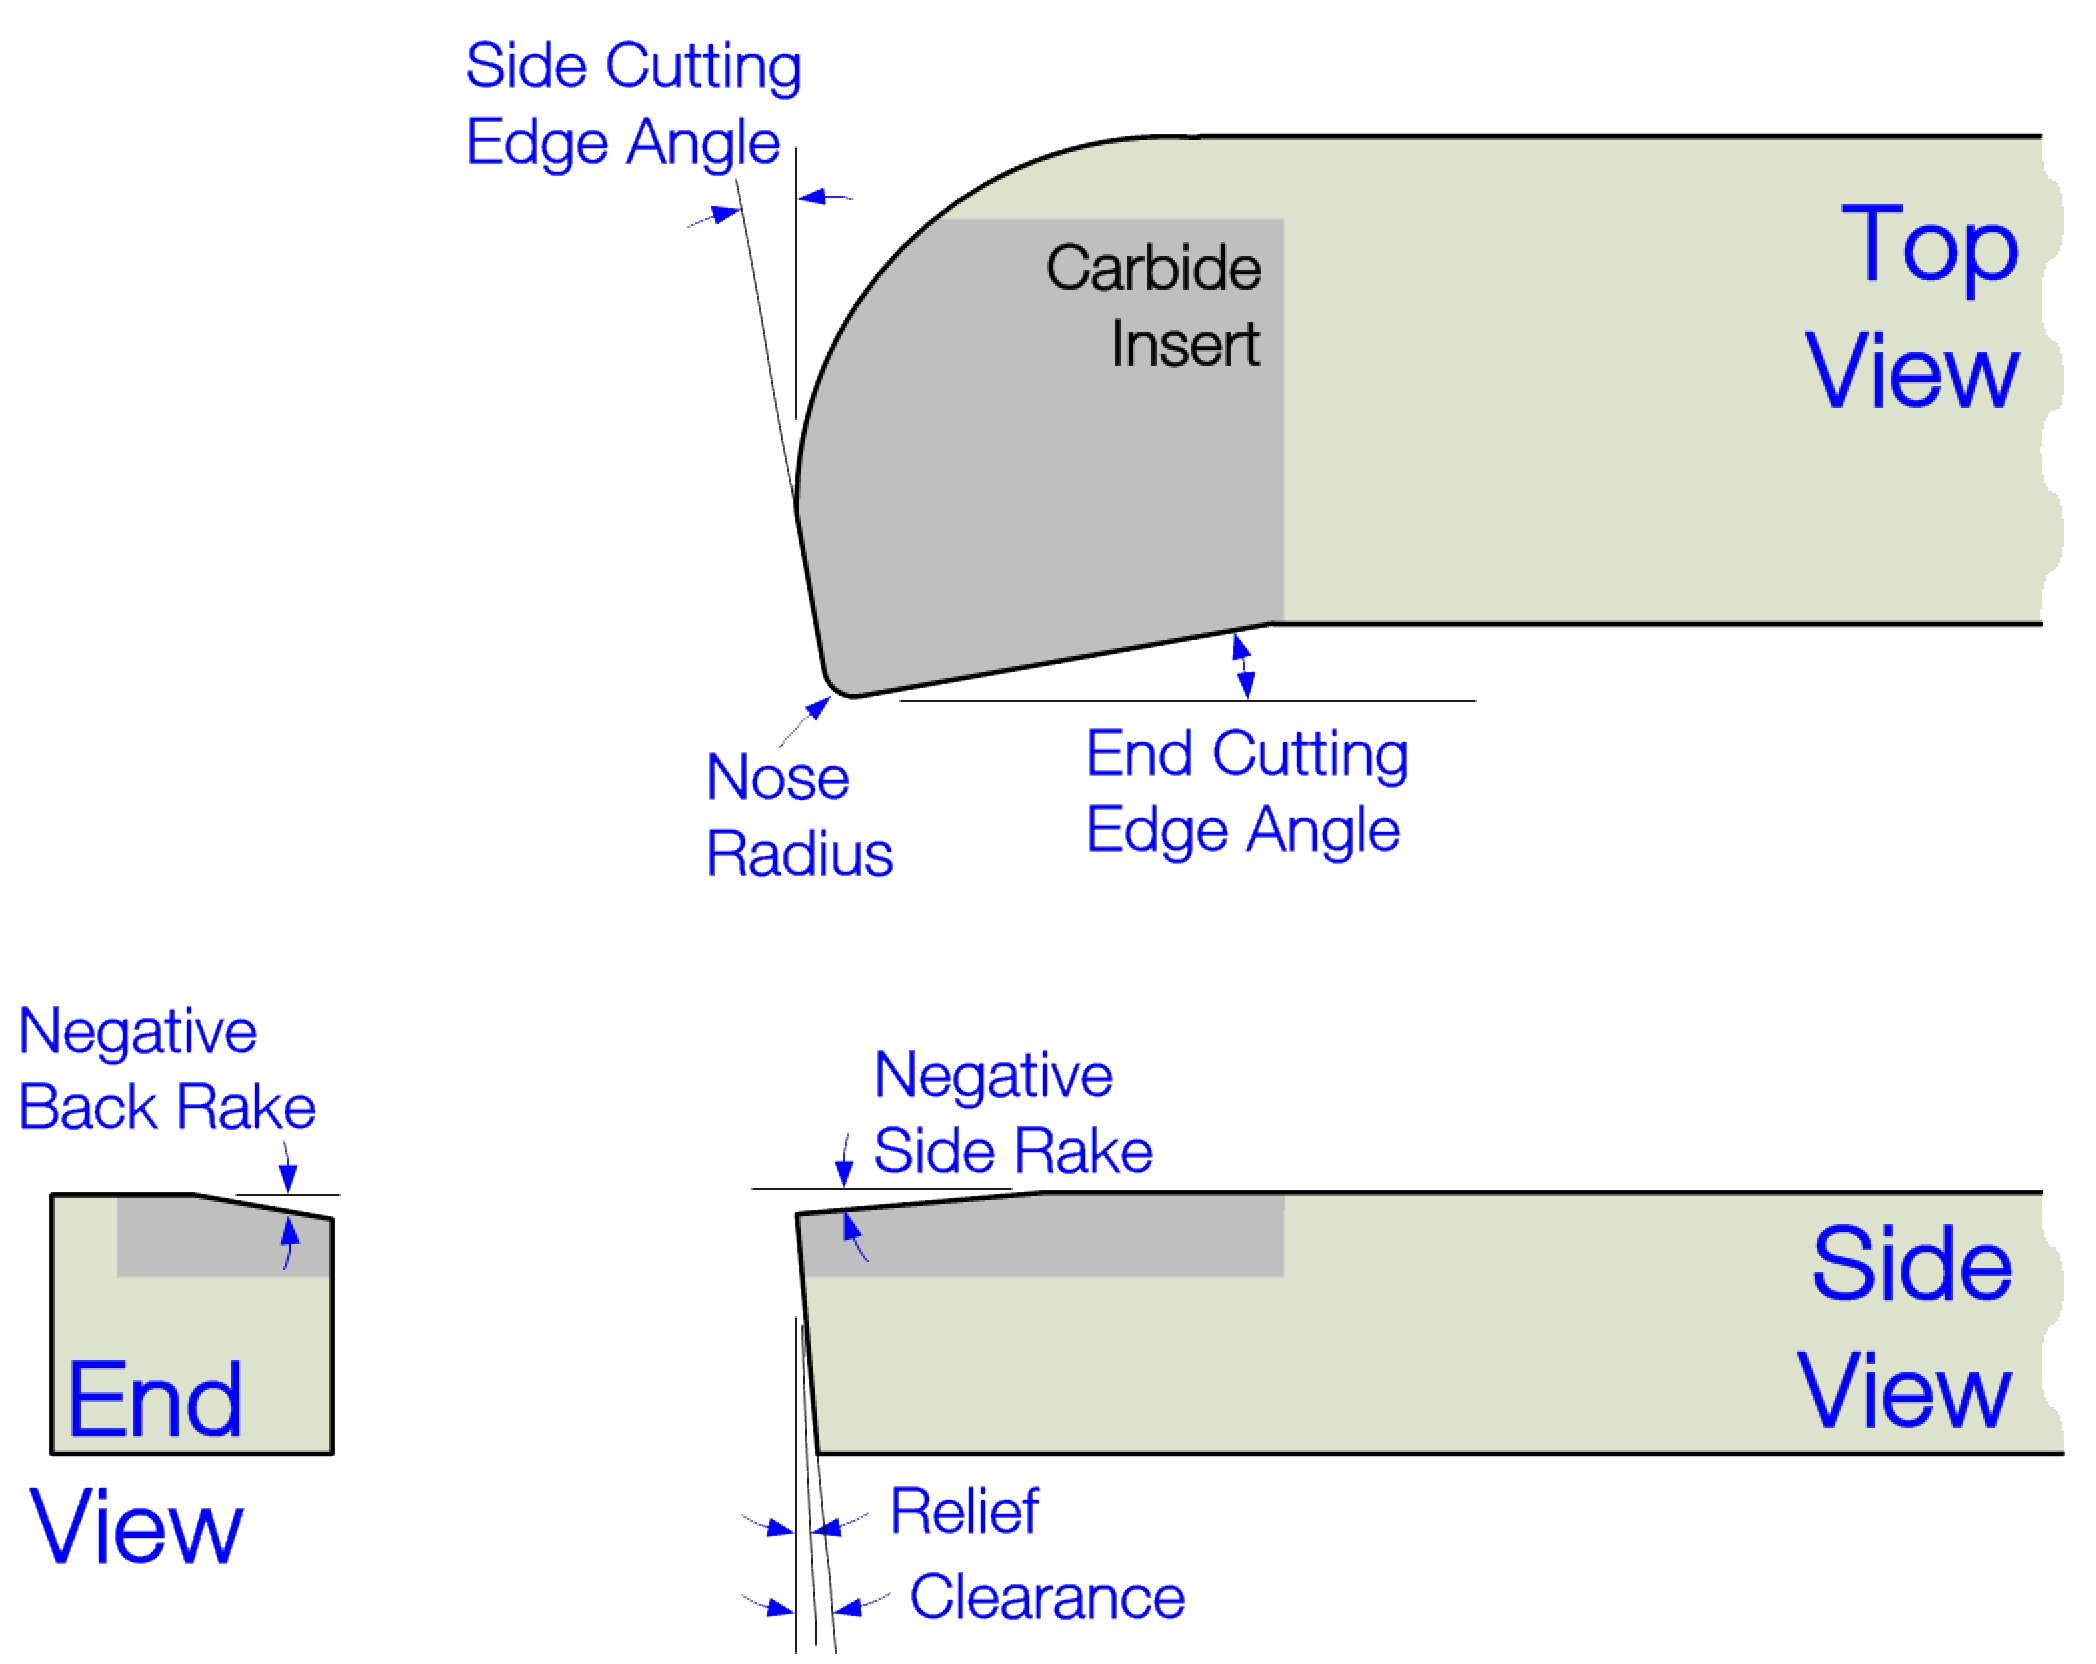 Side Cutting
Edge Angle
Carbide
Insert
Top
View
Nose
Radius
End Cutting
Edge Angle
Negative
Back Rake
Negative
Side Rake
End
View
Side
View
Relief
Clearance